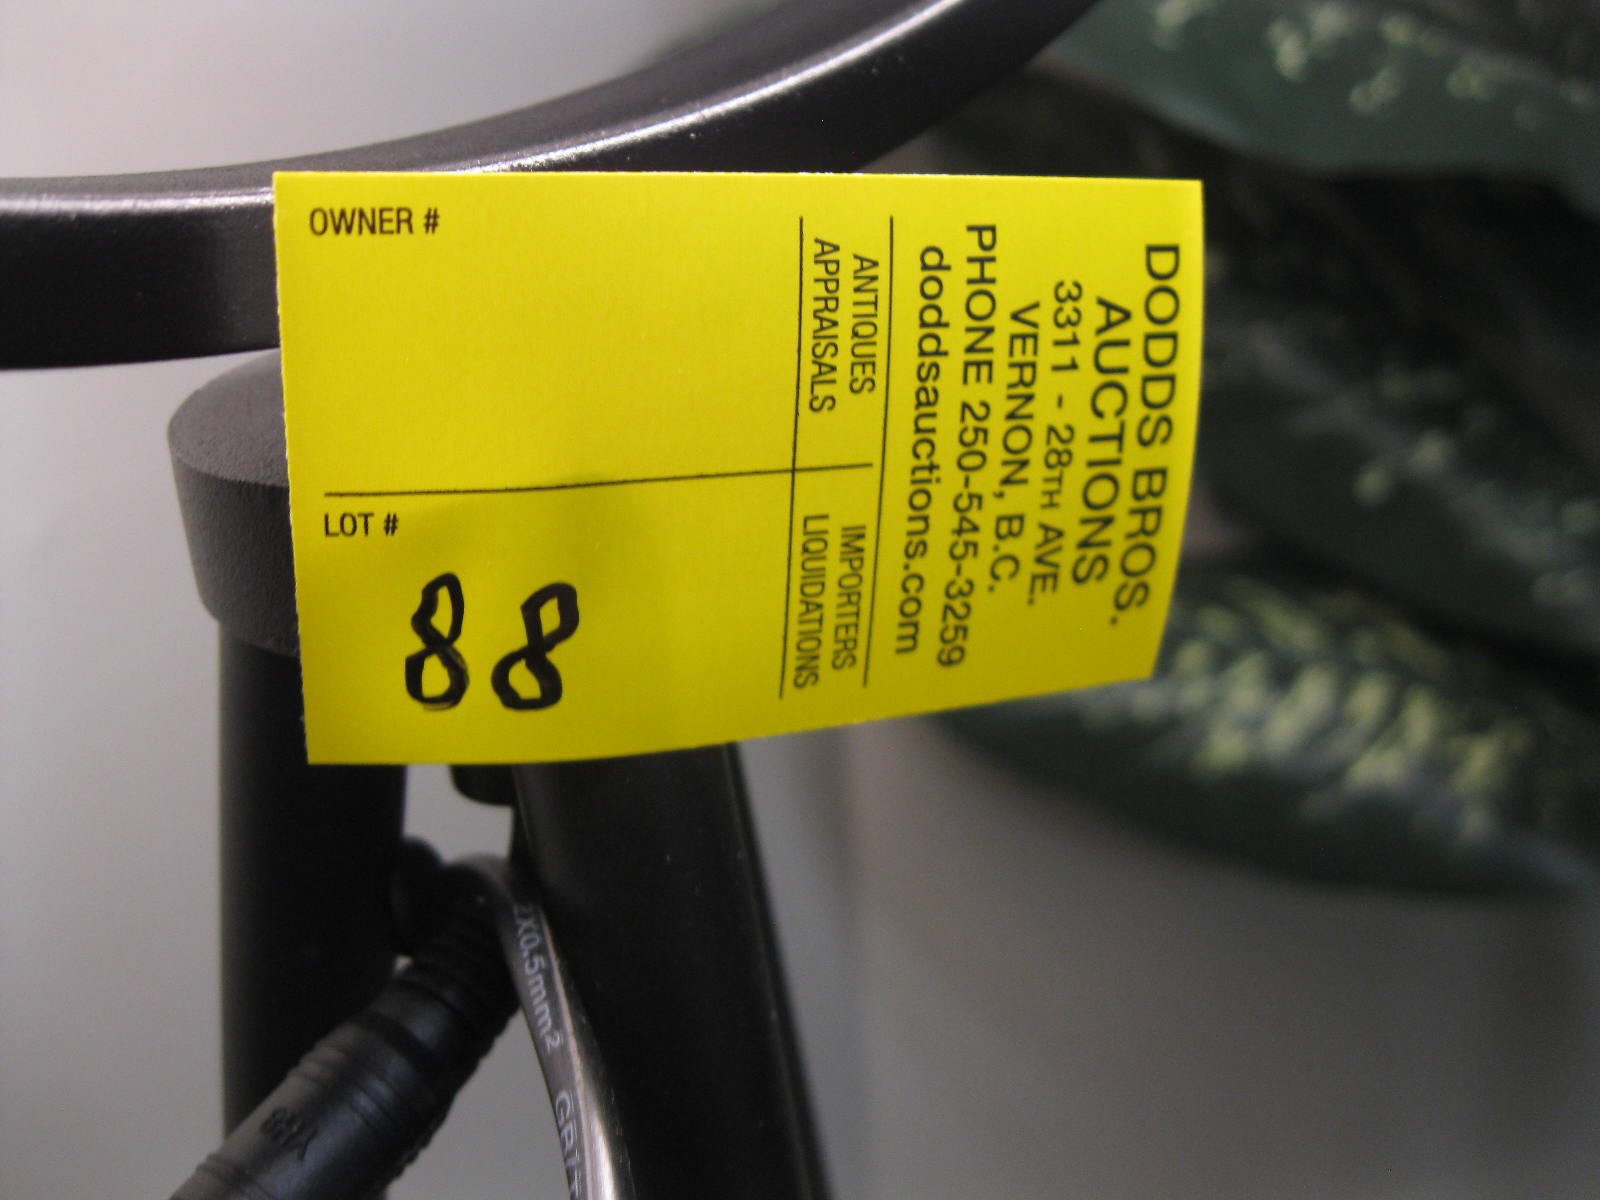 OWNER #
LOT #
88
DODDS BROS.
AUCTIONS
3311 - 28TH AVE.
VERNON, B.C.
PHONE 250-545-3259
doddsauctions.com
ANTIQUES
APPRAISALS
IMPORTERS
LIQUIDATIONS
2X0.5mm²